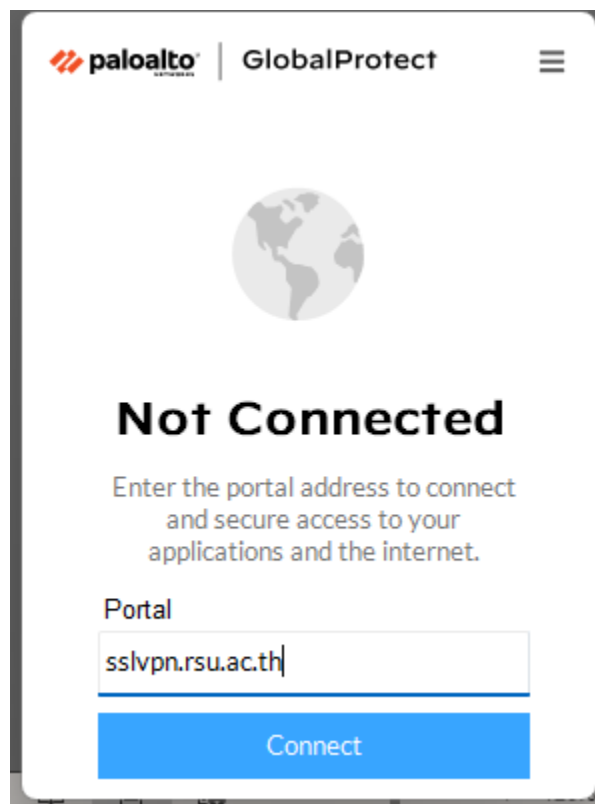 paloalto NETWORKS | GlobalProtect
Not Connected
Enter the portal address to connect
and secure access to your
applications and the internet.
Portal
sslvpn.rsu.ac.th
Connect